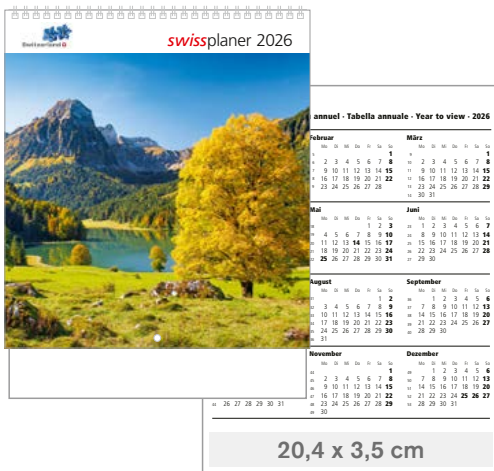 Switzerland
swissplaner 2026
annuel · Tabella annuale · Year to view · 2026
Februar März
Mo Di Mi Do Fr Sa So Mo Di Mi Do Fr Sa So
1 1
2 3 4 5 6 7 8 2 3 4 5 6 7 8
9 10 11 12 13 14 15 9 10 11 12 13 14 15
16 17 18 19 20 21 22 16 17 18 19 20 21 22
23 24 25 26 27 28 23 24 25 26 27 28 29
30 31
Mai Juni
Mo Di Mi Do Fr Sa So Mo Di Mi Do Fr Sa So
1 2 3 1 2 3 4 5 6 7
4 5 6 7 8 9 10 8 9 10 11 12 13 14
11 12 13 14 15 16 17 15 16 17 18 19 20 21
18 19 20 21 22 23 24 22 23 24 25 26 27 28
25 26 27 28 29 30 31 29 30
August September
Mo Di Mi Do Fr Sa So Mo Di Mi Do Fr Sa So
1 2 1 2 3 4 5 6
3 4 5 6 7 8 9 7 8 9 10 11 12 13
10 11 12 13 14 15 16 14 15 16 17 18 19 20
17 18 19 20 21 22 23 21 22 23 24 25 26 27
24 25 26 27 28 29 30 28 29 30
31
November Dezember
Mo Di Mi Do Fr Sa So Mo Di Mi Do Fr Sa So
1 1 2 3 4 5 6
2 3 4 5 6 7 8 7 8 9 10 11 12 13
9 10 11 12 13 14 15 14 15 16 17 18 19 20
16 17 18 19 20 21 22 21 22 23 24 25 26 27
26 27 28 29 30 31 23 24 25 26 27 28 29 28 29 30 31
30
20,4 x 3,5 cm